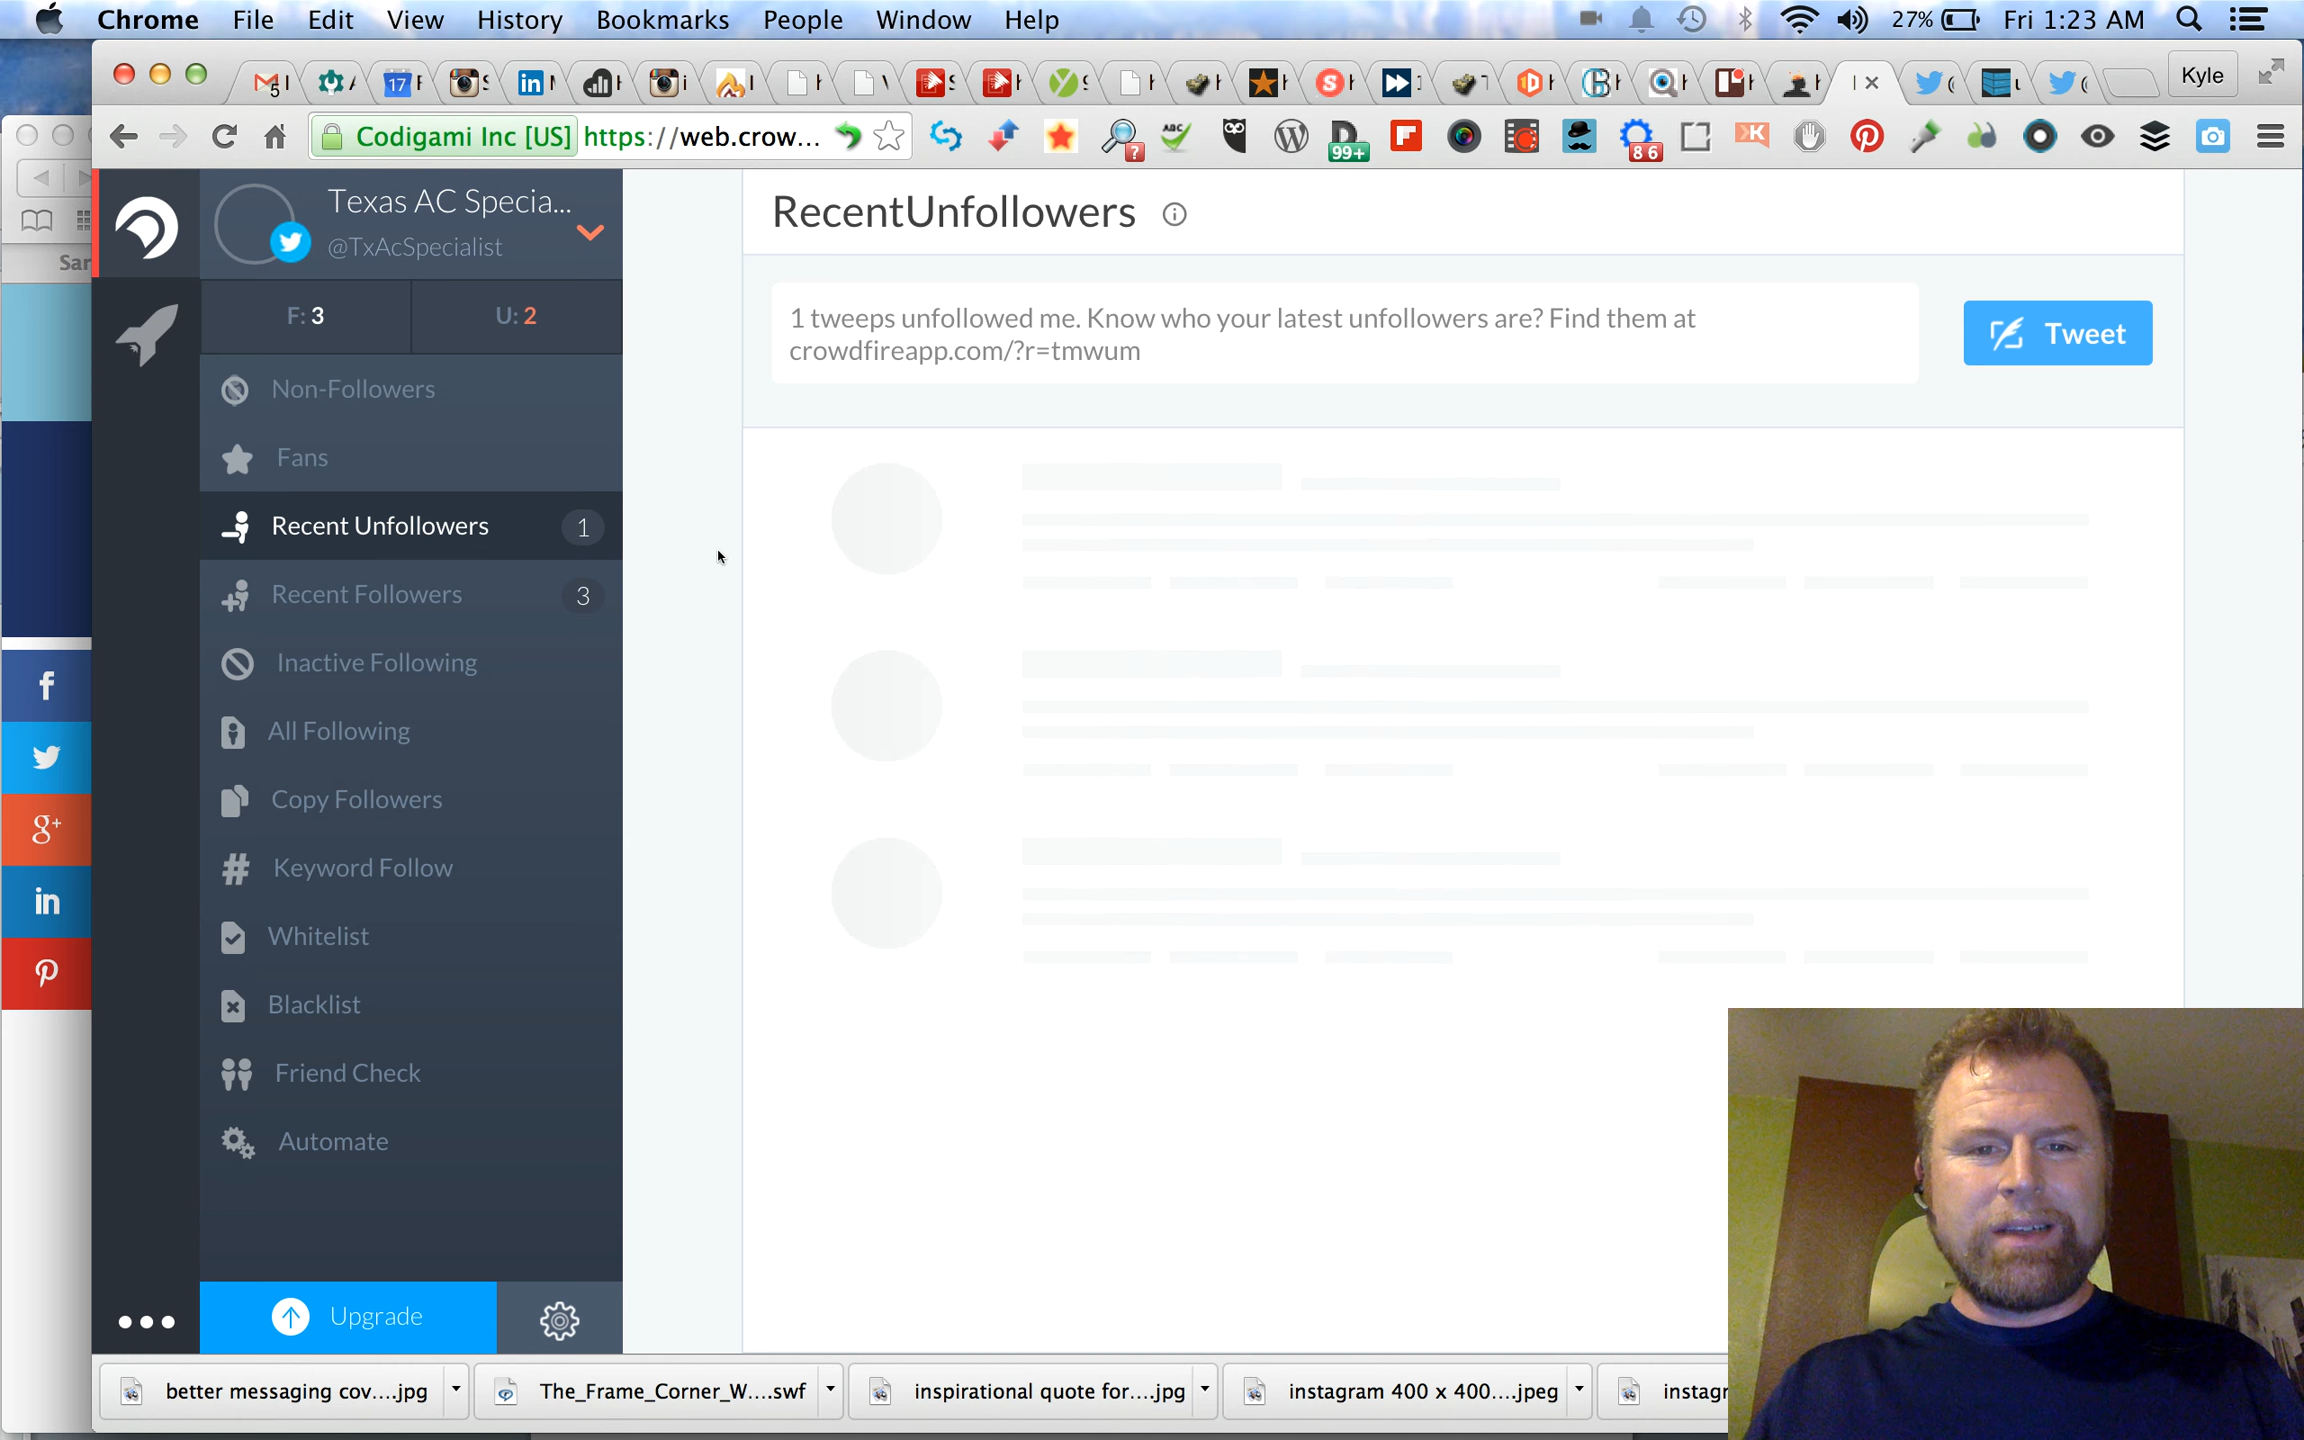 Chrome File Edit View History Bookmarks People Window Help 27% Fri 1:23 AM
Kyle
Codigami Inc [US] https://web.crow...
99+ 86
Texas AC Specia...
@TxAcSpecialist
F: 3 U: 2
Non-Followers
Fans
Recent Unfollowers 1
Recent Followers 3
Inactive Following
All Following
Copy Followers
Keyword Follow
Whitelist
Blacklist
Friend Check
Automate
Upgrade
RecentUnfollowers
1 tweeps unfollowed me. Know who your latest unfollowers are? Find them at
crowdfireapp.com/?r=tmwum
Tweet
better messaging cov....jpg
The_Frame_Corner_W....swf
inspirational quote for....jpg
instagram 400 x 400....jpeg